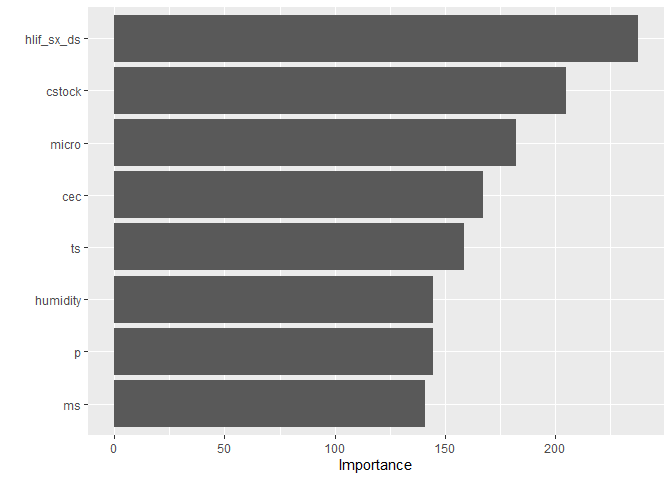 hlif_sx_ds
cstock
micro
cec
ts
humidity
p
ms
0 50 100 150 200
Importance